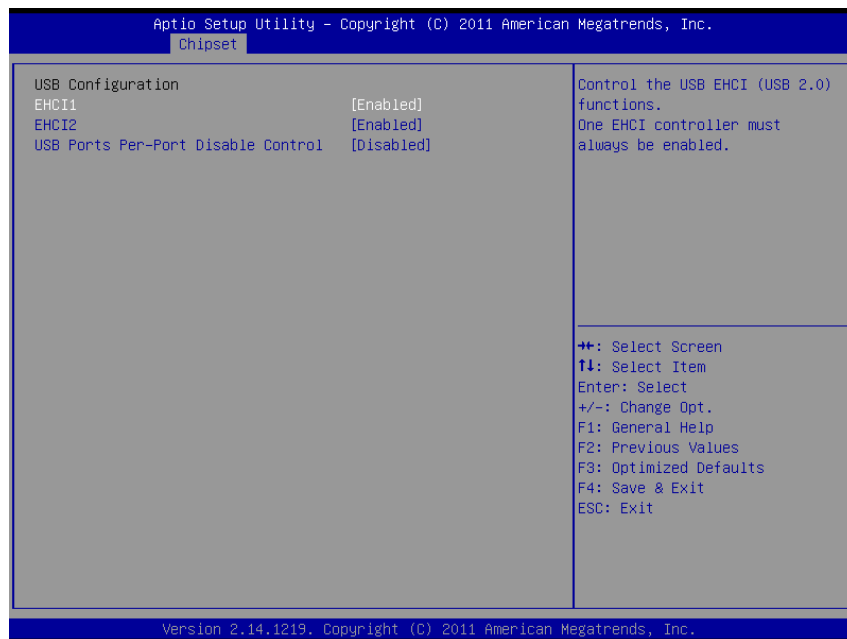 Aptio Setup Utility – Copyright (C) 2011 American Megatrends, Inc.
Chipset
USB Configuration
EHCI1 [Enabled]
EHCI2 [Enabled]
USB Ports Per-Port Disable Control [Disabled]
Control the USB EHCI (USB 2.0)
functions.
One EHCI controller must
always be enabled.
→←: Select Screen
↑↓: Select Item
Enter: Select
+/-: Change Opt.
F1: General Help
F2: Previous Values
F3: Optimized Defaults
F4: Save & Exit
ESC: Exit
Version 2.14.1219. Copyright (C) 2011 American Megatrends, Inc.